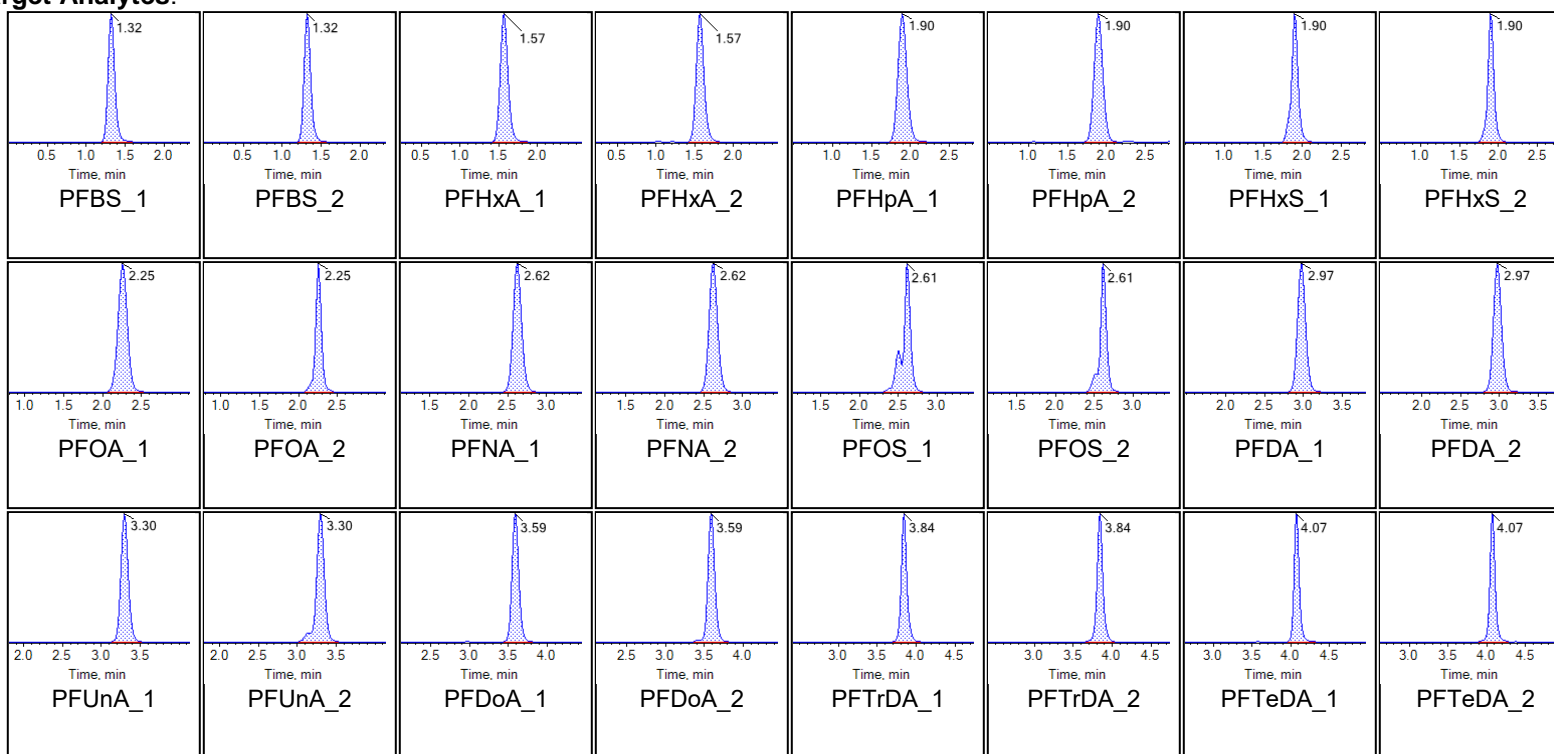 rget Analytes:
1.32 1.32 1.57 1.57 1.90 1.90 1.90 1.90
0.5 1.0 1.5 2.0 0.5 1.0 1.5 2.0 0.5 1.0 1.5 2.0 0.5 1.0 1.5 2.0 1.0 1.5 2.0 2.5 1.0 1.5 2.0 2.5 1.0 1.5 2.0 2.5 1.0 1.5 2.0 2.5
Time, min Time, min Time, min Time, min Time, min Time, min Time, min Time, min
PFBS_1 PFBS_2 PFHxA_1 PFHxA_2 PFHpA_1 PFHpA_2 PFHxS_1 PFHxS_2
2.25 2.25 2.62 2.62 2.61 2.61 2.97 2.97
1.0 1.5 2.0 2.5 1.0 1.5 2.0 2.5 1.5 2.0 2.5 3.0 1.5 2.0 2.5 3.0 1.5 2.0 2.5 3.0 1.5 2.0 2.5 3.0 2.0 2.5 3.0 3.5 2.0 2.5 3.0 3.5
Time, min Time, min Time, min Time, min Time, min Time, min Time, min Time, min
PFOA_1 PFOA_2 PFNA_1 PFNA_2 PFOS_1 PFOS_2 PFDA_1 PFDA_2
3.30 3.30 3.59 3.59 3.84 3.84 4.07 4.07
2.0 2.5 3.0 3.5 2.0 2.5 3.0 3.5 2.5 3.0 3.5 4.0 2.5 3.0 3.5 4.0 3.0 3.5 4.0 4.5 3.0 3.5 4.0 4.5 3.0 3.5 4.0 4.5 3.0 3.5 4.0 4.5
Time, min Time, min Time, min Time, min Time, min Time, min Time, min Time, min
PFUnA_1 PFUnA_2 PFDoA_1 PFDoA_2 PFTrDA_1 PFTrDA_2 PFTeDA_1 PFTeDA_2